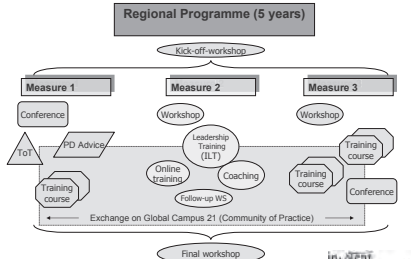 Regional Programme (5 years)
Kick-off-workshop
Measure 1
Measure 2
Measure 3
Conference
Workshop
Workshop
ToT
PD Advice
Leadership
Training
(ILT)
Training
course
Online
training
Coaching
Training
course
Training
course
Conference
Follow-up WS
Exchange on Global Campus 21 (Community of Practice)
Final workshop